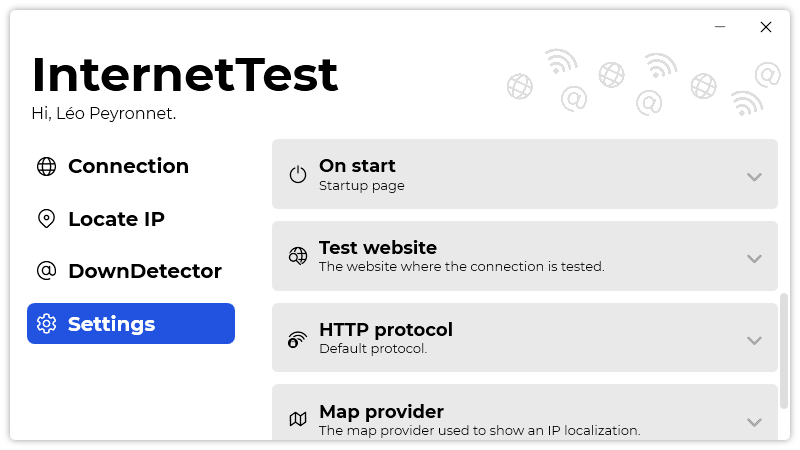 InternetTest
Hi, Léo Peyronnet.
Connection
Locate IP
DownDetector
Settings
On start
Startup page
Test website
The website where the connection is tested.
HTTP protocol
Default protocol.
Map provider
The map provider used to show an IP localization.